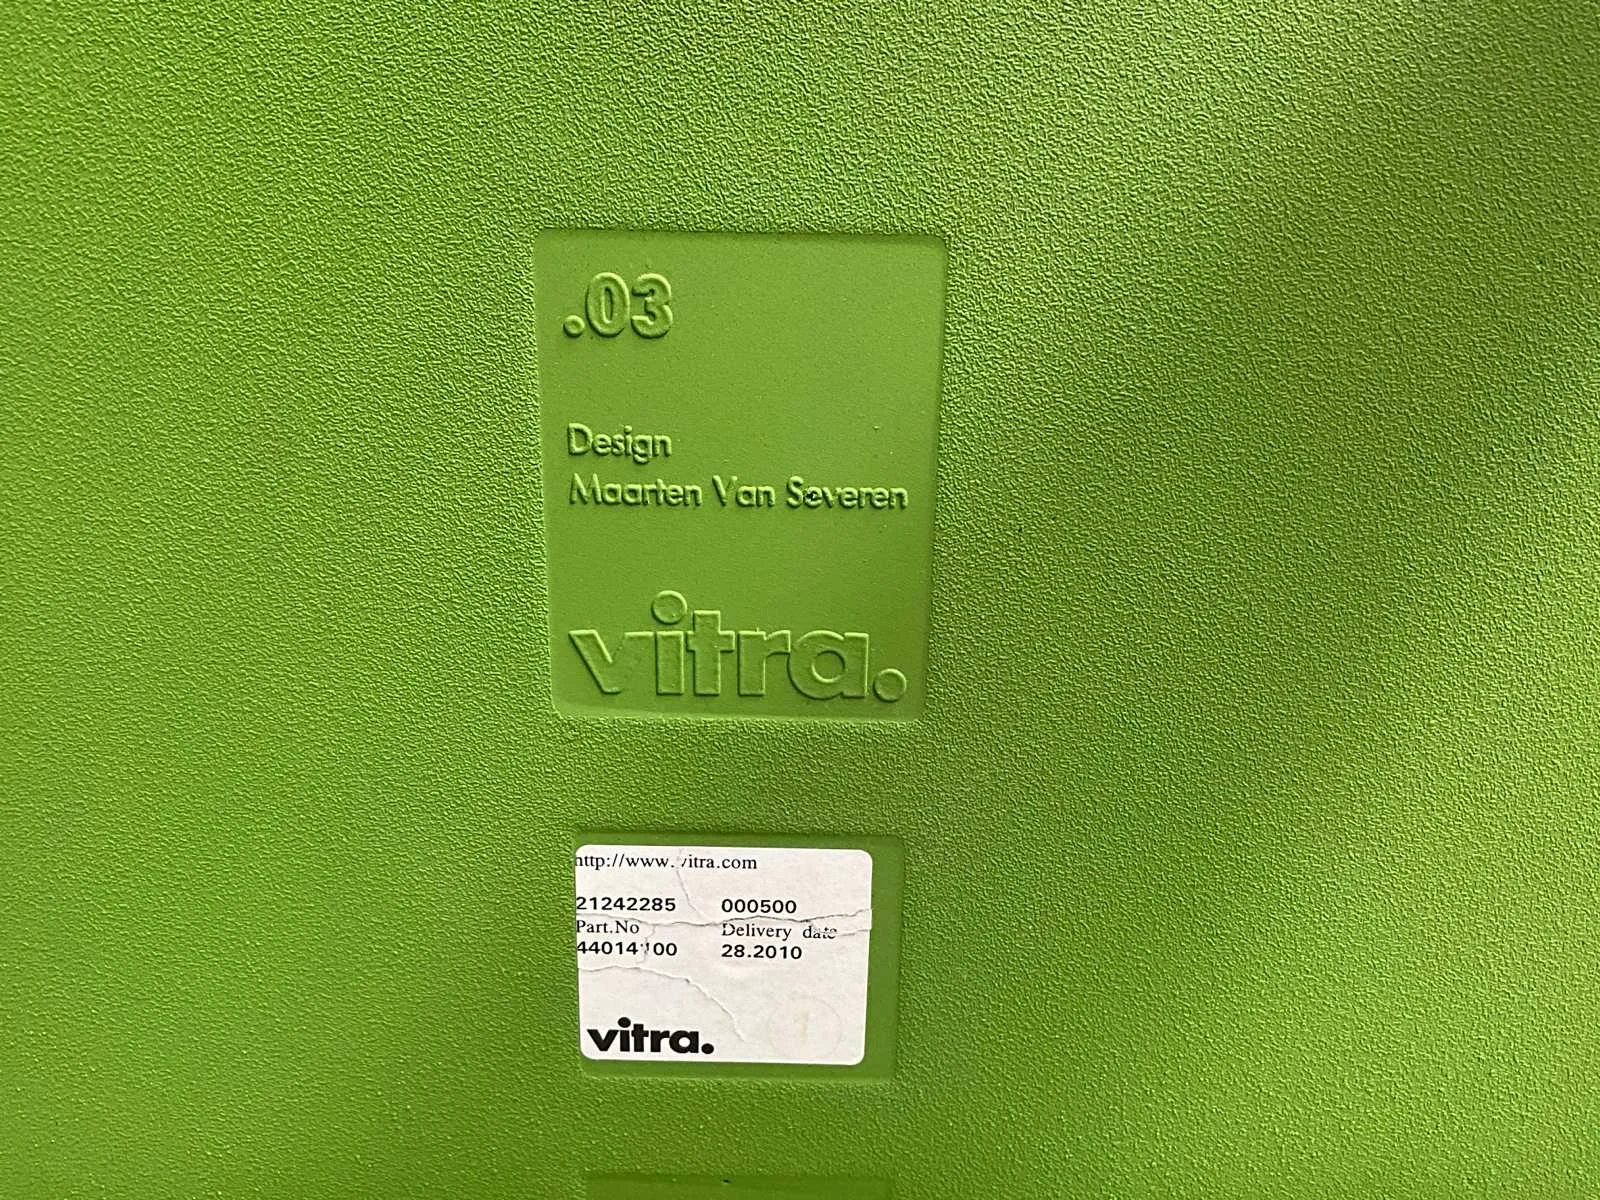 .03
Design
Maarten Van Severen
vitra.
http://www.vitra.com
21242285 000500
Part.No Delivery date
28.2010
vitra.